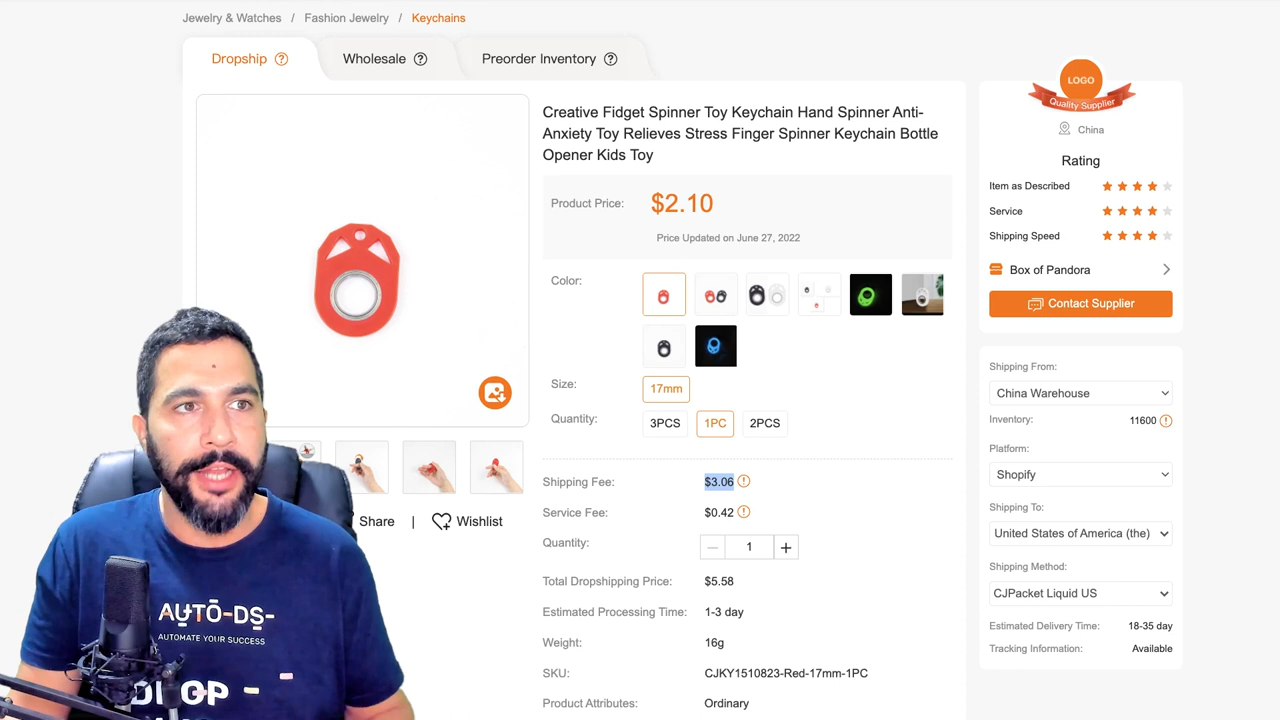 Jewelry & Watches / Fashion Jewelry / Keychains
Dropship
Wholesale
Preorder Inventory
Creative Fidget Spinner Toy Keychain Hand Spinner Anti-
Anxiety Toy Relieves Stress Finger Spinner Keychain Bottle
Opener Kids Toy
Product Price: $2.10
Price Updated on June 27, 2022
Color:
Size: 17mm
Quantity: 3PCS 1PC 2PCS
Shipping Fee: $3.06
Service Fee: $0.42
Quantity: 1
Total Dropshipping Price: $5.58
Estimated Processing Time: 1-3 day
Weight: 16g
SKU: CJKY1510823-Red-17mm-1PC
Product Attributes: Ordinary
Share | Wishlist
LOGO
Quality Supplier
China
Rating
Item as Described
Service
Shipping Speed
Box of Pandora
Contact Supplier
Shipping From:
China Warehouse
Inventory: 11600
Platform:
Shopify
Shipping To:
United States of America (the)
Shipping Method:
CJPacket Liquid US
Estimated Delivery Time: 18-35 day
Tracking Information: Available
AUTO-DS-
AUTOMATE YOUR SUCCESS
DROP